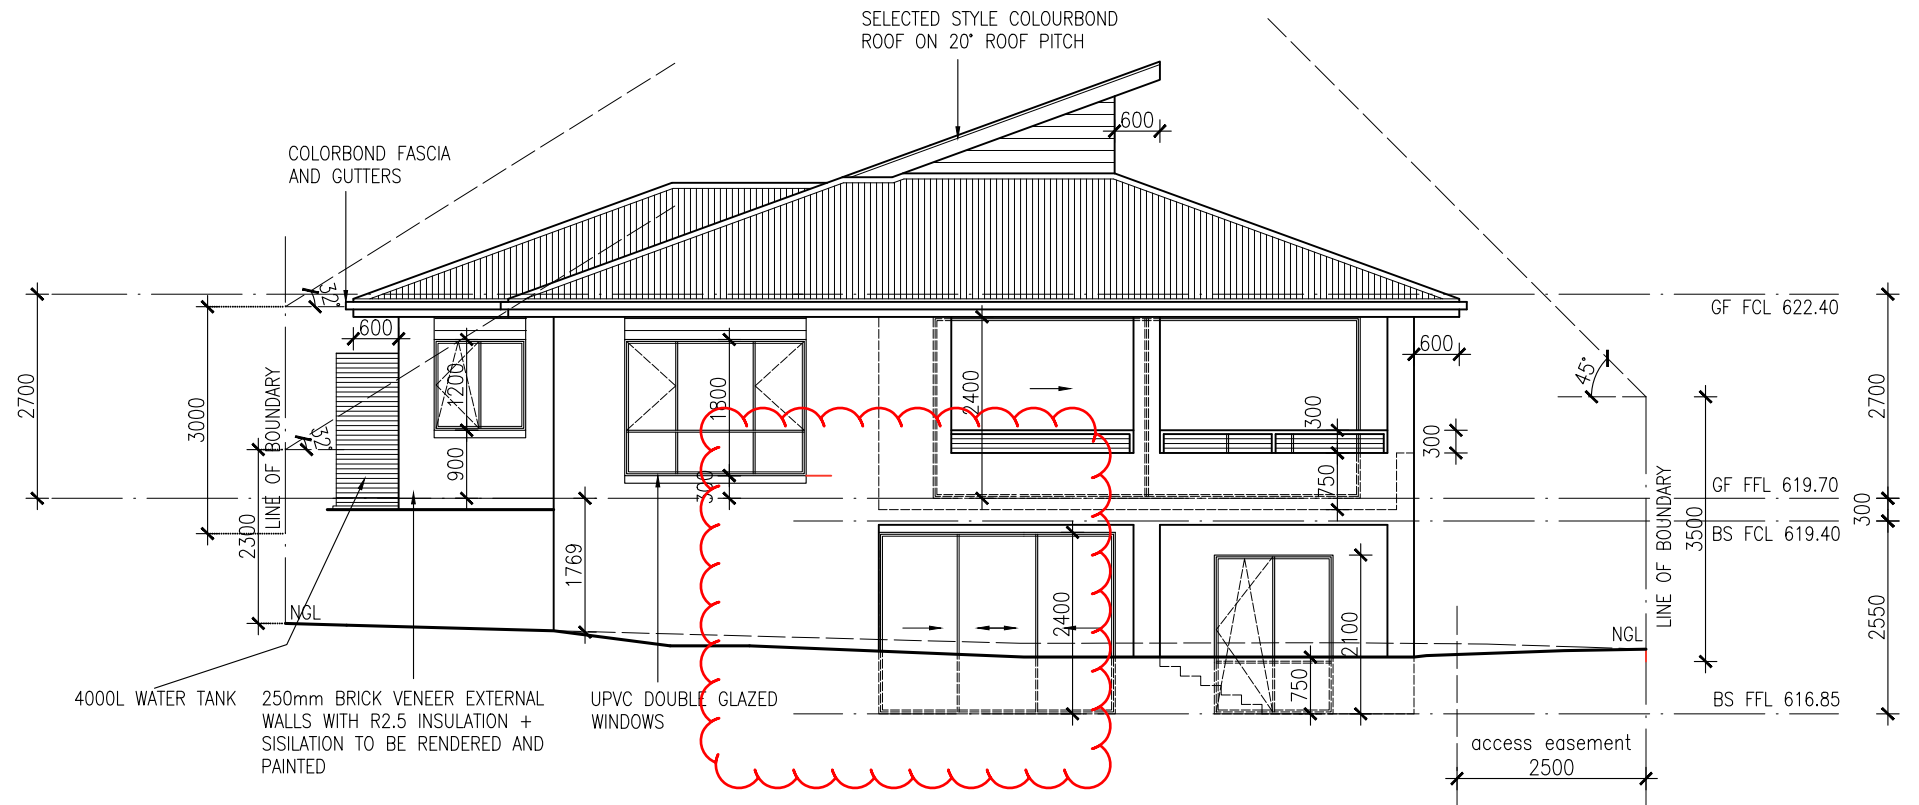 SELECTED STYLE COLOURBOND
ROOF ON 20° ROOF PITCH
600
COLORBOND FASCIA
AND GUTTERS
32°
GF FCL 622.40
600
600
45°
2700
3000
LINE OF BOUNDARY
1200
1800
2400
300
300
2700
32°
900
300
750
GF FFL 619.70
300
2300
1769
BS FCL 619.40
3500
LINE OF BOUNDARY
NGL
2400
2100
2550
NGL
750
4000L WATER TANK
250mm BRICK VENEER EXTERNAL
WALLS WITH R2.5 INSULATION +
SISILATION TO BE RENDERED AND
PAINTED
UPVC DOUBLE GLAZED
WINDOWS
BS FFL 616.85
access easement
2500